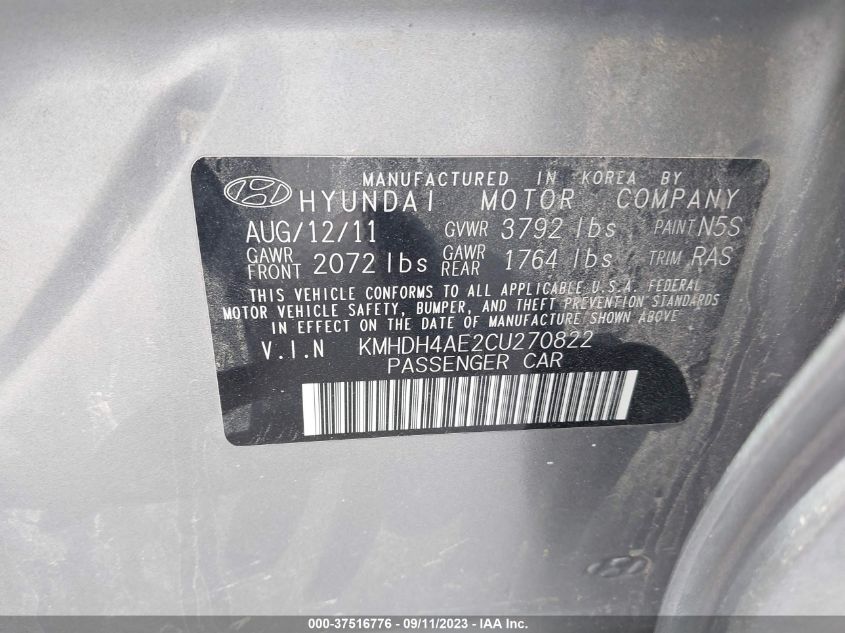 MANUFACTURED IN KOREA BY
HYUNDAI MOTOR COMPANY
AUG/12/11 GVWR 3792 lbs PAINT N5S
GAWR FRONT 2072 lbs GAWR REAR 1764 lbs TRIM RAS
THIS VEHICLE CONFORMS TO ALL APPLICABLE U.S.A. FEDERAL
MOTOR VEHICLE SAFETY, BUMPER, AND THEFT PREVENTION STANDARDS
IN EFFECT ON THE DATE OF MANUFACTURE SHOWN ABOVE.
V.I.N KMHDH4AE2CU270822
PASSENGER CAR
000-37516776 - 09/11/2023 - IAA Inc.